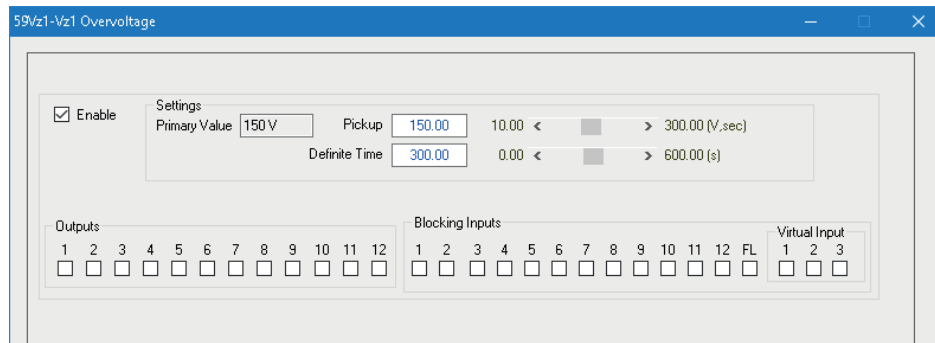 59Vz1-Vz1 Overvoltage
Enable
Settings
Primary Value 150 V Pickup 150.00 10.00 < > 300.00 (V,sec)
Definite Time 300.00 0.00 < > 600.00 (s)
Outputs
1 2 3 4 5 6 7 8 9 10 11 12
Blocking Inputs
1 2 3 4 5 6 7 8 9 10 11 12 FL
Virtual Input
1 2 3